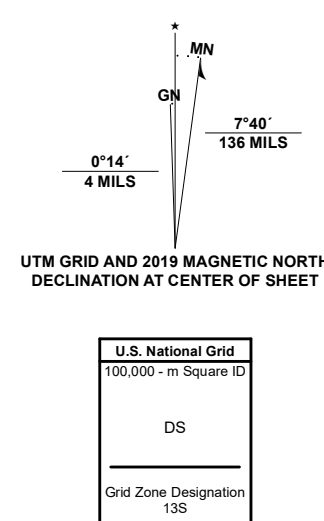 ★
MN
GN
7°40´
136 MILS
0°14´
4 MILS
UTM GRID AND 2019 MAGNETIC NORTH
DECLINATION AT CENTER OF SHEET
U.S. National Grid
100,000 - m Square ID
DS
Grid Zone Designation
13S